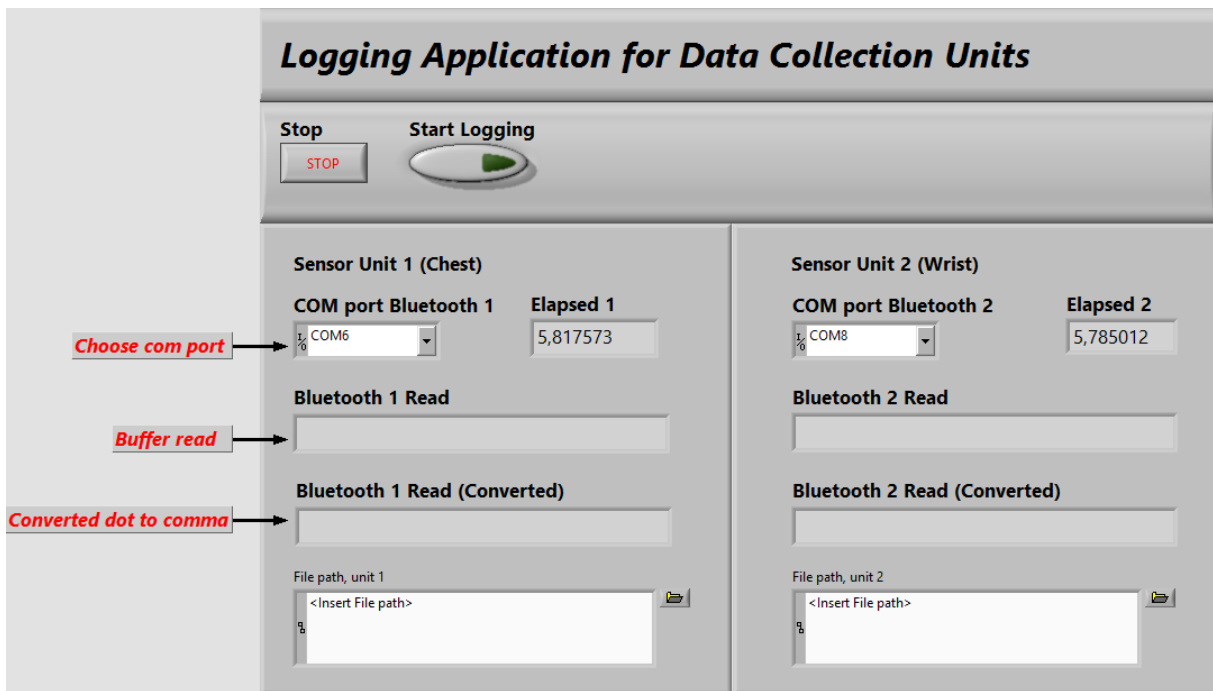 Logging Application for Data Collection Units
Stop
Start Logging
STOP
Sensor Unit 1 (Chest)
COM port Bluetooth 1
Elapsed 1
Choose com port
COM6
5,817573
Bluetooth 1 Read
Buffer read
Bluetooth 1 Read (Converted)
Converted dot to comma
File path, unit 1
<Insert File path>
Sensor Unit 2 (Wrist)
COM port Bluetooth 2
Elapsed 2
COM8
5,785012
Bluetooth 2 Read
Bluetooth 2 Read (Converted)
File path, unit 2
<Insert File path>